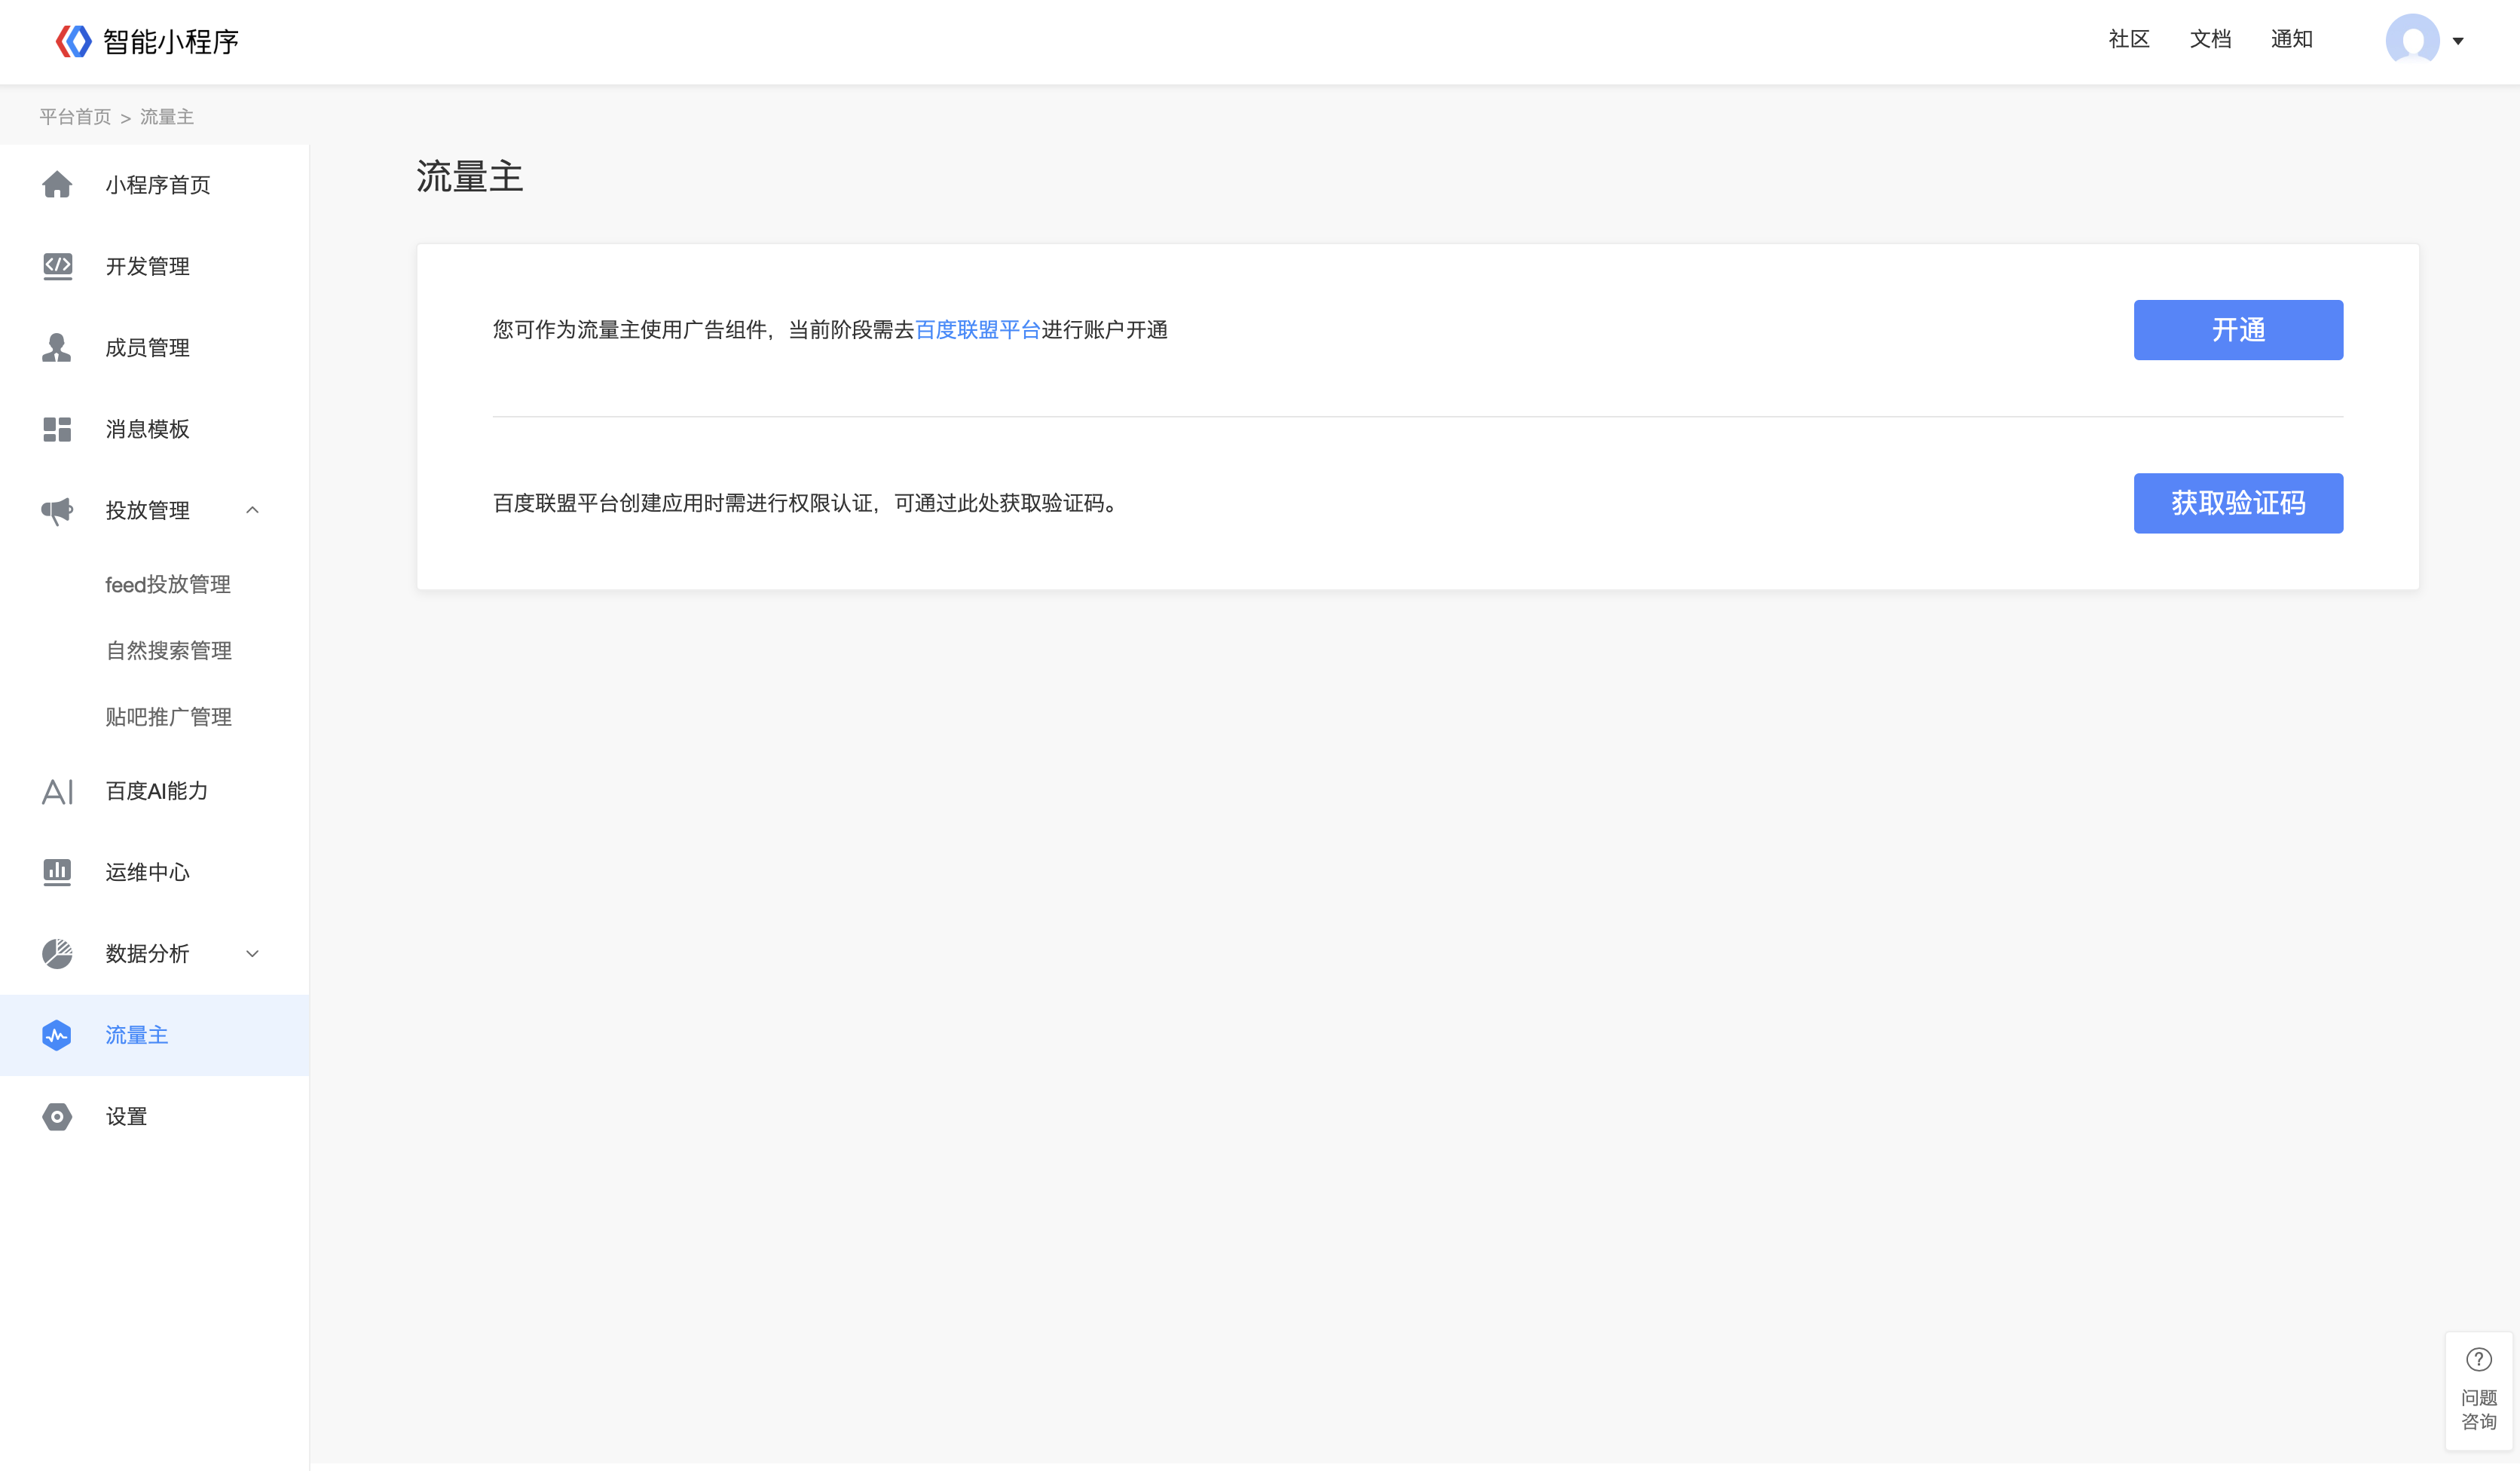 智能小程序
社区
文档
通知
平台首页 > 流量主
小程序首页
开发管理
成员管理
消息模板
投放管理
feed投放管理
自然搜索管理
贴吧推广管理
AI 百度AI能力
运维中心
数据分析
流量主
设置
流量主
您可作为流量主使用广告组件，当前阶段需去百度联盟平台进行账户开通
开通
百度联盟平台创建应用时需进行权限认证，可通过此处获取验证码。
获取验证码
?
问题
咨询